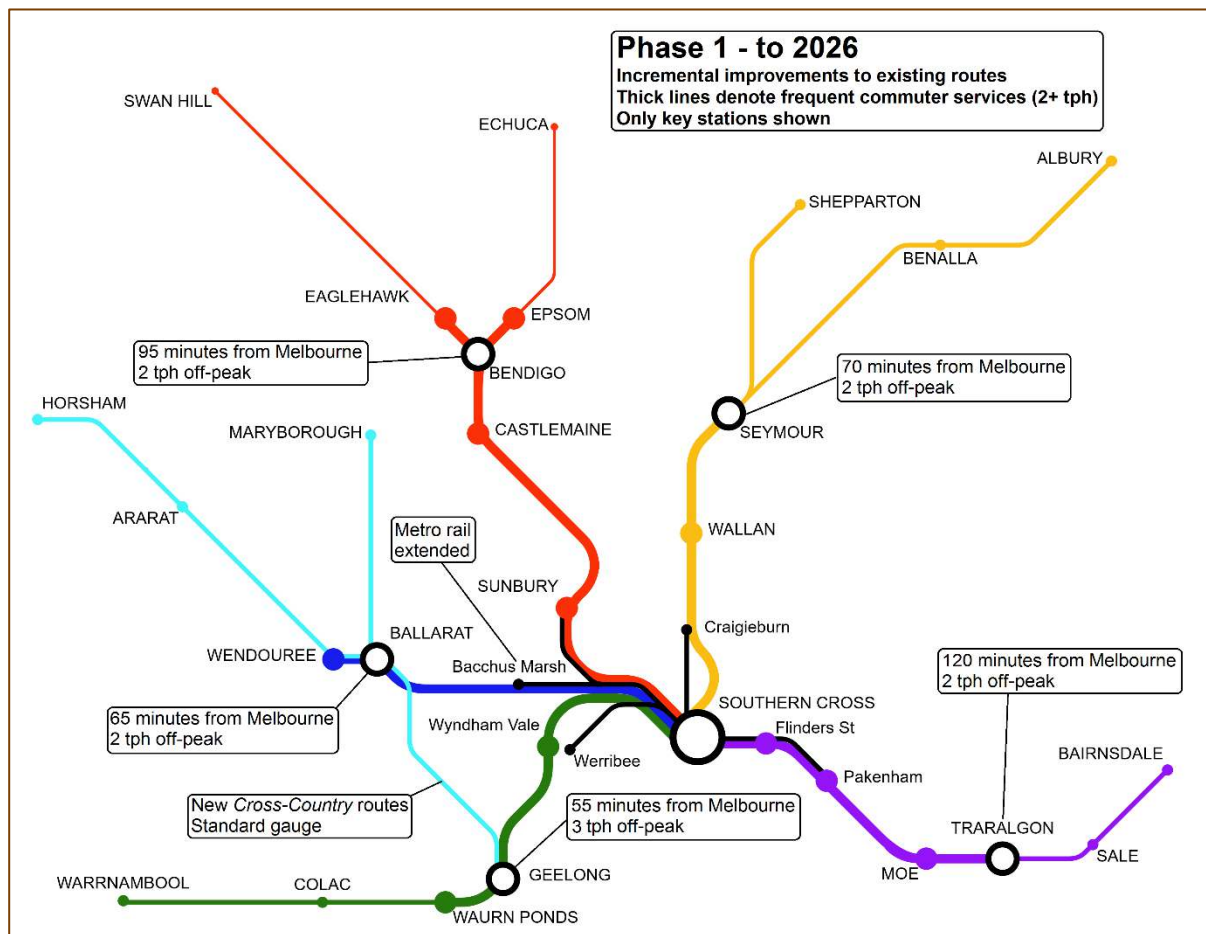 Phase 1 - to 2026
Incremental improvements to existing routes
Thick lines denote frequent commuter services (2+ tph)
Only key stations shown
SWAN HILL
ECHUCA
ALBURY
SHEPPARTON
BENALLA
EAGLEHAWK
EPSOM
95 minutes from Melbourne
2 tph off-peak
BENDIGO
70 minutes from Melbourne
2 tph off-peak
HORSHAM
MARYBOROUGH
CASTLEMAINE
SEYMOUR
ARARAT
Metro rail
extended
WALLAN
SUNBURY
Craigieburn
BALLARAT
WENDOUREE
Bacchus Marsh
120 minutes from Melbourne
2 tph off-peak
65 minutes from Melbourne
2 tph off-peak
SOUTHERN CROSS
Wyndham Vale
Flinders St
Werribee
BAIRNSDALE
Pakenham
New Cross-Country routes
Standard gauge
55 minutes from Melbourne
3 tph off-peak
TRARALGON
SALE
MOE
GEELONG
WARRNAMBOOL
COLAC
WAURN PONDS